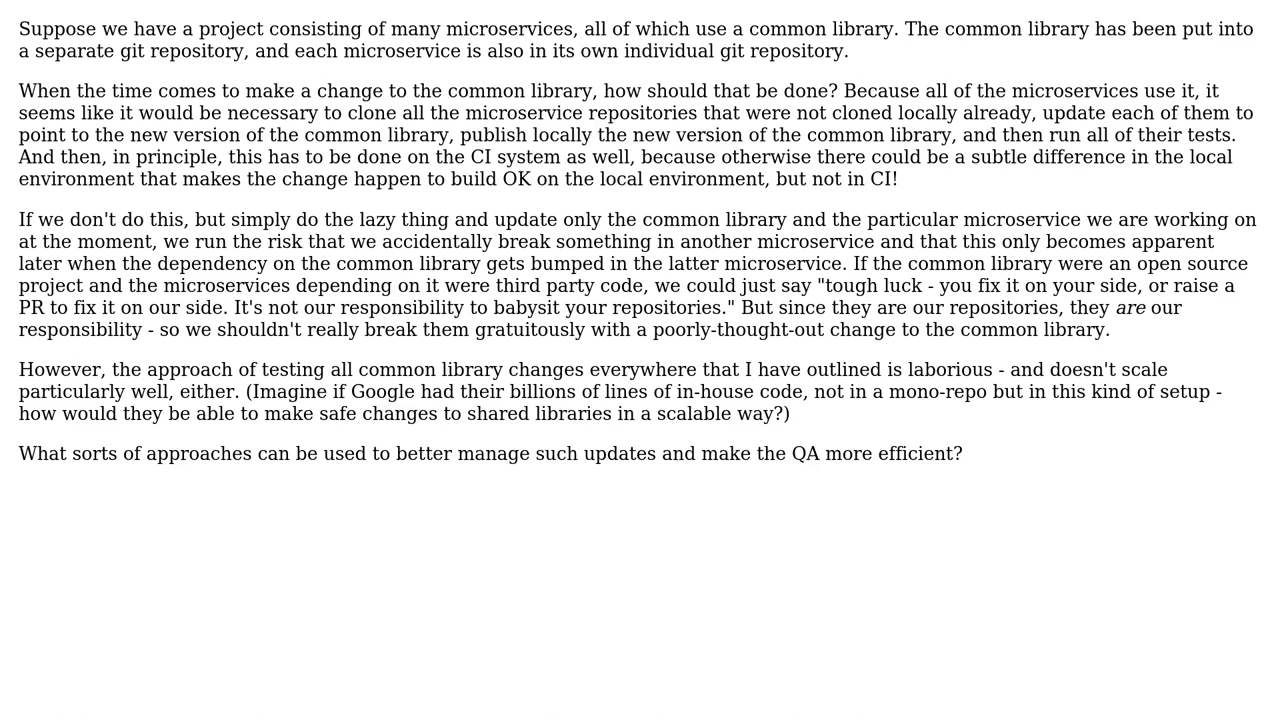 Suppose we have a project consisting of many microservices, all of which use a common library. The common library has been put into
a separate git repository, and each microservice is also in its own individual git repository.
When the time comes to make a change to the common library, how should that be done? Because all of the microservices use it, it
seems like it would be necessary to clone all the microservice repositories that were not cloned locally already, update each of them to
point to the new version of the common library, publish locally the new version of the common library, and then run all of their tests.
And then, in principle, this has to be done on the CI system as well, because otherwise there could be a subtle difference in the local
environment that makes the change happen to build OK on the local environment, but not in CI!
If we don't do this, but simply do the lazy thing and update only the common library and the particular microservice we are working on
at the moment, we run the risk that we accidentally break something in another microservice and that this only becomes apparent
later when the dependency on the common library gets bumped in the latter microservice. If the common library were an open source
project and the microservices depending on it were third party code, we could just say "tough luck - you fix it on your side, or raise a
PR to fix it on our side. It's not our responsibility to babysit your repositories." But since they are our repositories, they are our
responsibility - so we shouldn't really break them gratuitously with a poorly-thought-out change to the common library.
However, the approach of testing all common library changes everywhere that I have outlined is laborious - and doesn't scale
particularly well, either. (Imagine if Google had their billions of lines of in-house code, not in a mono-repo but in this kind of setup -
how would they be able to make safe changes to shared libraries in a scalable way?)
What sorts of approaches can be used to better manage such updates and make the QA more efficient?